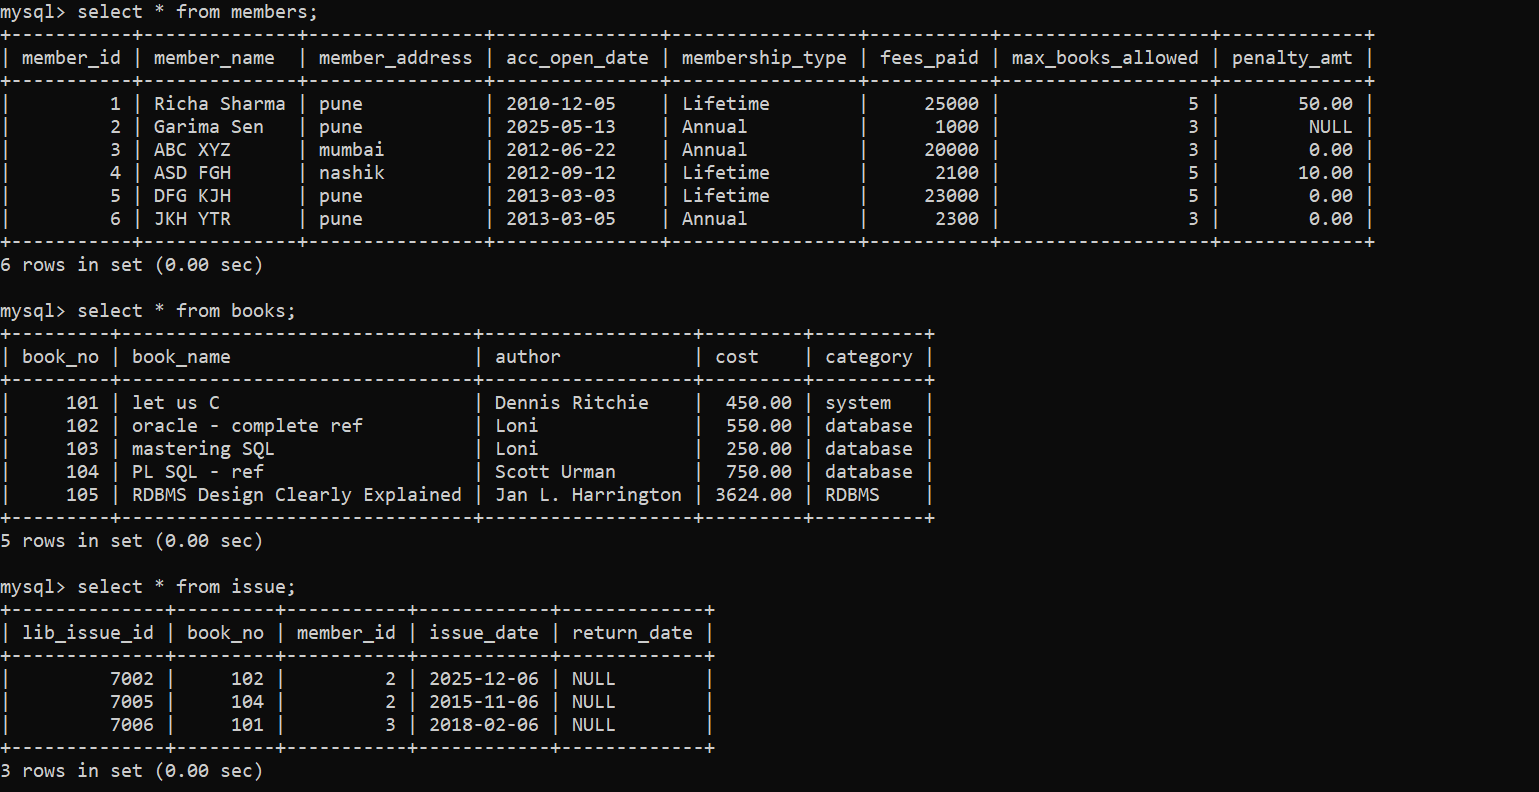 mysql> select * from members;
+-----------+--------------+----------------+---------------+-----------------+-----------+-------------------+-------------+
| member_id | member_name  | member_address | acc_open_date | membership_type | fees_paid | max_books_allowed | penalty_amt |
+-----------+--------------+----------------+---------------+-----------------+-----------+-------------------+-------------+
|         1 | Richa Sharma | pune           | 2010-12-05    | Lifetime        |     25000 |                 5 |       50.00 |
|         2 | Garima Sen   | pune           | 2025-05-13    | Annual          |      1000 |                 3 |        NULL |
|         3 | ABC XYZ      | mumbai         | 2012-06-22    | Annual          |     20000 |                 3 |        0.00 |
|         4 | ASD FGH      | nashik         | 2012-09-12    | Lifetime        |      2100 |                 5 |       10.00 |
|         5 | DFG KJH      | pune           | 2013-03-03    | Lifetime        |     23000 |                 5 |        0.00 |
|         6 | JKH YTR      | pune           | 2013-03-05    | Annual          |      2300 |                 3 |        0.00 |
+-----------+--------------+----------------+---------------+-----------------+-----------+-------------------+-------------+
6 rows in set (0.00 sec)

mysql> select * from books;
+---------+--------------------------------+-------------------+---------+----------+
| book_no | book_name                      | author            | cost    | category |
+---------+--------------------------------+-------------------+---------+----------+
|     101 | let us C                       | Dennis Ritchie    |  450.00 | system   |
|     102 | oracle - complete ref          | Loni              |  550.00 | database |
|     103 | mastering SQL                  | Loni              |  250.00 | database |
|     104 | PL SQL - ref                   | Scott Urman       |  750.00 | database |
|     105 | RDBMS Design Clearly Explained | Jan L. Harrington | 3624.00 | RDBMS    |
+---------+--------------------------------+-------------------+---------+----------+
5 rows in set (0.00 sec)

mysql> select * from issue;
+--------------+---------+-----------+------------+-------------+
| lib_issue_id | book_no | member_id | issue_date | return_date |
+--------------+---------+-----------+------------+-------------+
|         7002 |     102 |         2 | 2025-12-06 | NULL        |
|         7005 |     104 |         2 | 2015-11-06 | NULL        |
|         7006 |     101 |         3 | 2018-02-06 | NULL        |
+--------------+---------+-----------+------------+-------------+
3 rows in set (0.00 sec)